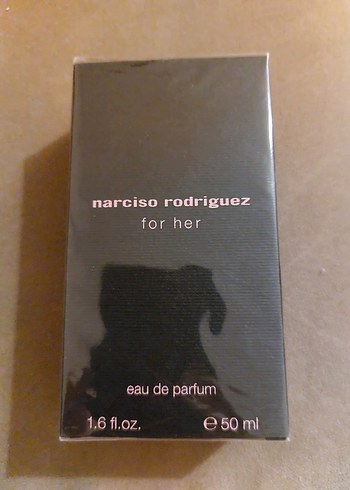 narciso rodriguez
for her
eau de parfum
1.6 fl.oz. ℮ 50 ml